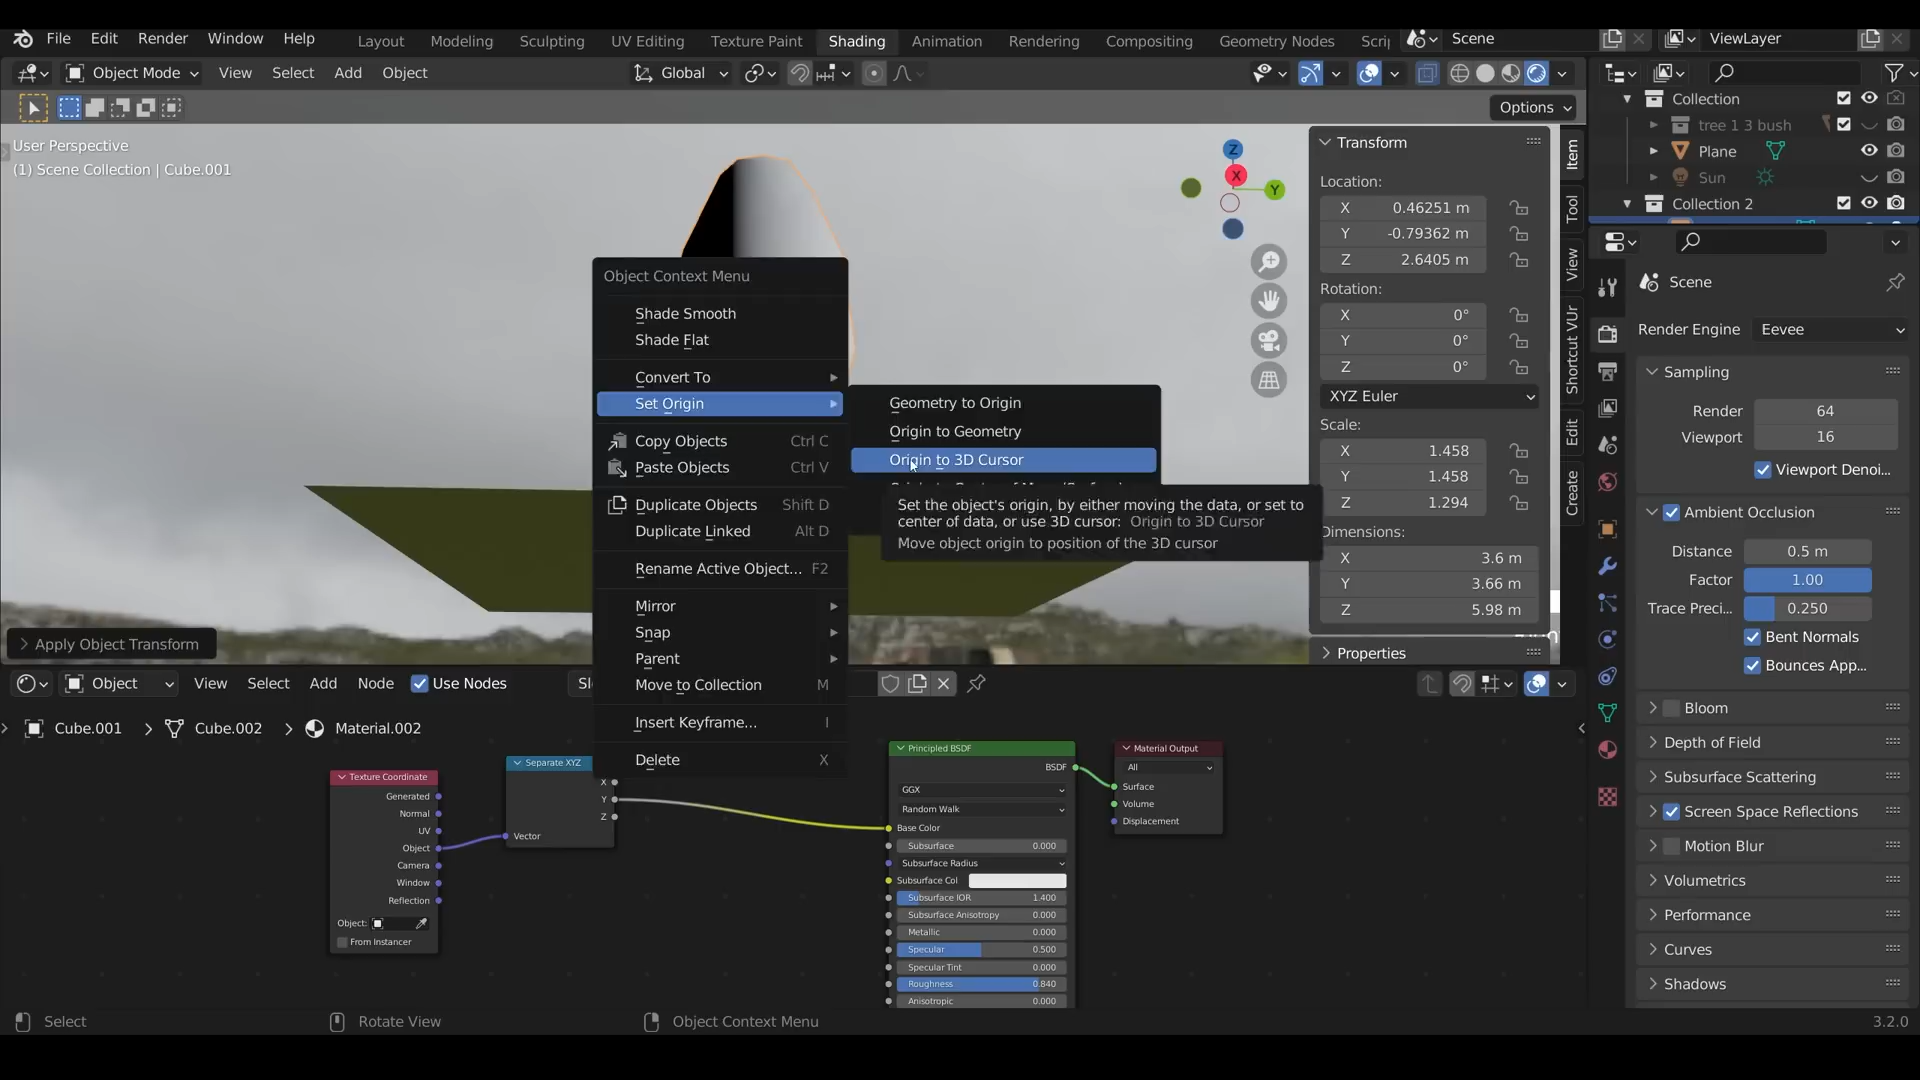 File Edit Render Window Help Layout Modeling Sculpting UV Editing Texture Paint Shading Animation Rendering Compositing Geometry Nodes Scrip Scene ViewLayer
Object Mode View Select Add Object Global
Options
User Perspective
(1) Scene Collection | Cube.001
Z
X
Y
Object Context Menu
Shade Smooth
Shade Flat
Convert To
Set Origin
Copy Objects Ctrl C
Paste Objects Ctrl V
Duplicate Objects Shift D
Duplicate Linked Alt D
Rename Active Object... F2
Mirror
Snap
Parent
Move to Collection M
Insert Keyframe... I
Delete X
Geometry to Origin
Origin to Geometry
Origin to 3D Cursor
Set the object's origin, by either moving the data, or set to
center of data, or use 3D cursor: Origin to 3D Cursor
Move object origin to position of the 3D cursor
Transform
Location:
X 0.46251 m
Y -0.79362 m
Z 2.6405 m
Rotation:
X 0°
Y 0°
Z 0°
XYZ Euler
Scale:
X 1.458
Y 1.458
Z 1.294
Dimensions:
X 3.6 m
Y 3.66 m
Z 5.98 m
Properties
Item
Tool
View
Shortcut VUr
Edit
Create
Collection
tree 1 3 bush
Plane
Sun
Collection 2
Scene
Render Engine Eevee
Sampling
Render 64
Viewport 16
Viewport Denoi...
Ambient Occlusion
Distance 0.5 m
Factor 1.00
Trace Preci... 0.250
Bent Normals
Bounces App...
Bloom
Depth of Field
Subsurface Scattering
Screen Space Reflections
Motion Blur
Volumetrics
Performance
Curves
Shadows
Apply Object Transform
Object View Select Add Node Use Nodes
Cube.001 Cube.002 Material.002
Texture Coordinate
Generated
Normal
UV
Object
Camera
Window
Reflection
Object:
From Instancer
Separate XYZ
X
Y
Z
Vector
Principled BSDF
BSDF
GGX
Random Walk
Base Color
Subsurface 0.000
Subsurface Radius
Subsurface Col
Subsurface IOR 1.400
Subsurface Anisotropy 0.000
Metallic 0.000
Specular 0.500
Specular Tint 0.000
Roughness 0.840
Anisotropic 0.000
Material Output
All
Surface
Volume
Displacement
Select Rotate View Object Context Menu 3.2.0